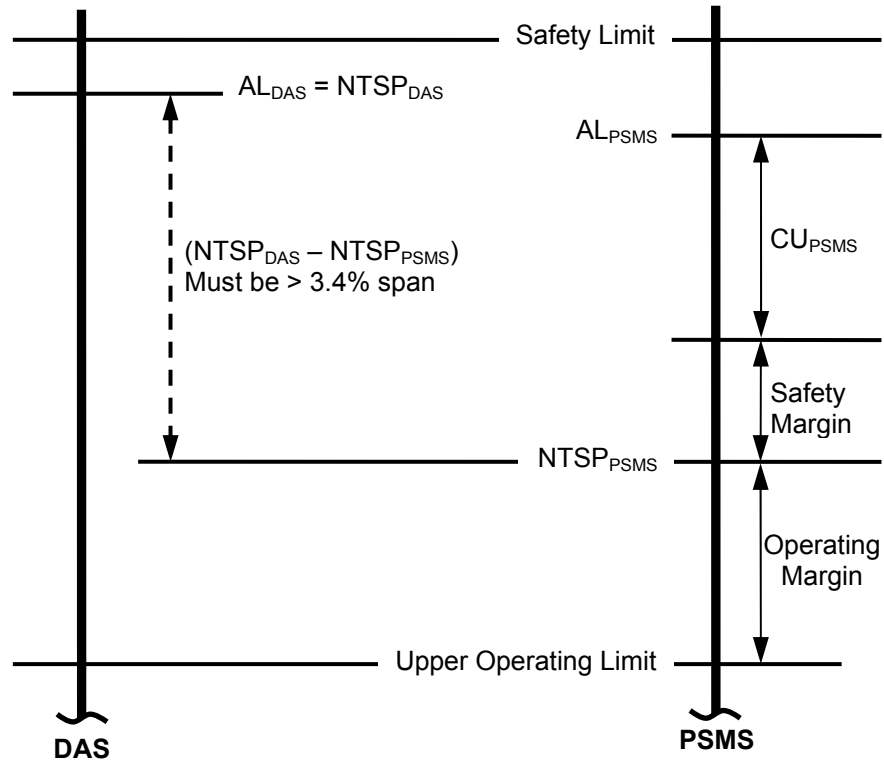 Safety Limit
AL_DAS = NTSP_DAS
AL_PSMS
CU_PSMS
(NTSP_DAS – NTSP_PSMS)
Must be > 3.4% span
Safety
Margin
NTSP_PSMS
Operating
Margin
Upper Operating Limit
DAS
PSMS